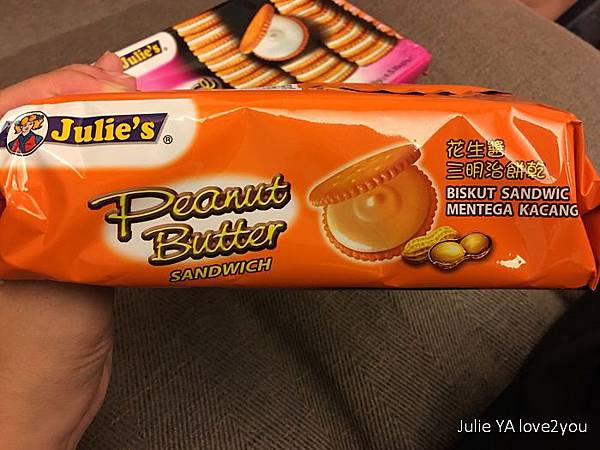 Julie's
Julie's®
Peanut
Butter
SANDWICH
花生醬
三明治餅乾
BISKUT SANDWIC
MENTEGA KACANG
Julie YA love2you